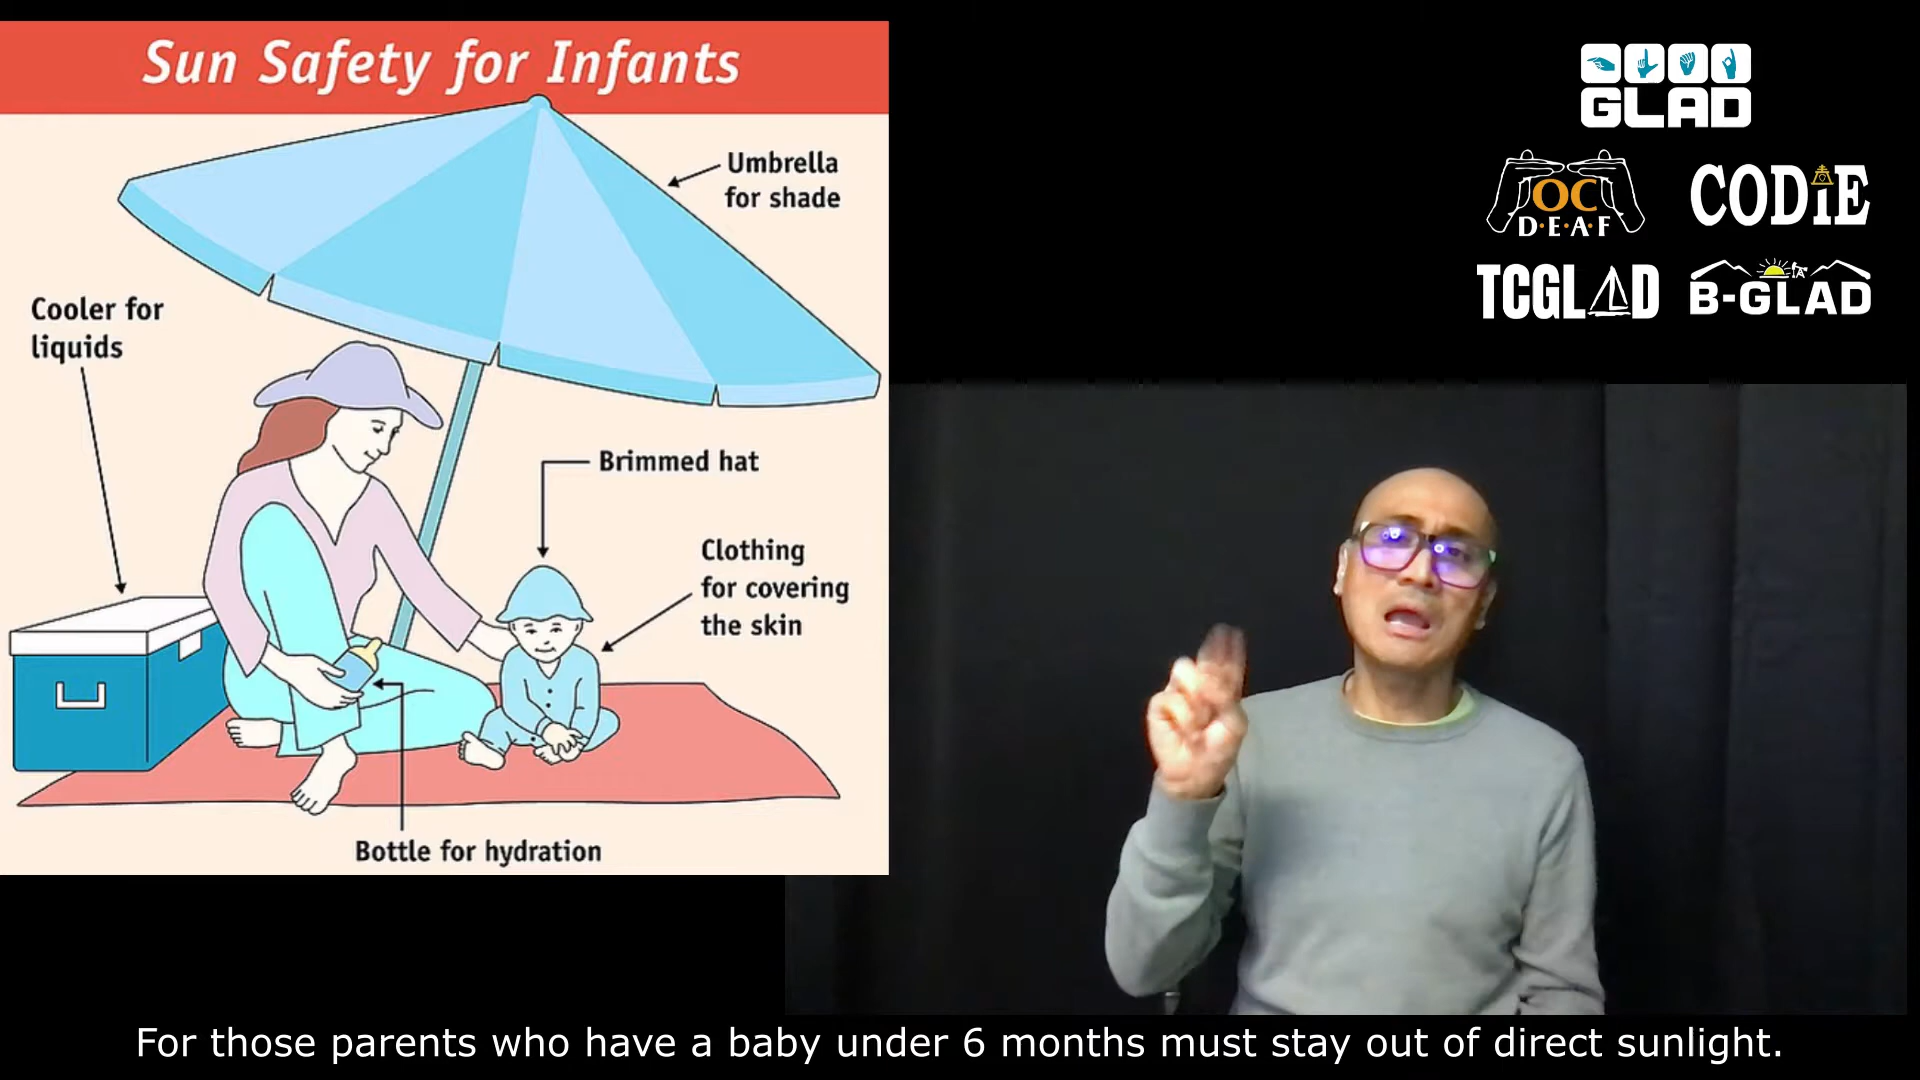 Sun Safety for Infants
Umbrella
for shade
Cooler for
liquids
Brimmed hat
Clothing
for covering
the skin
Bottle for hydration
GLAD
OC
D·E·A·F
CODiE
TCGLAD
B-GLAD
For those parents who have a baby under 6 months must stay out of direct sunlight.